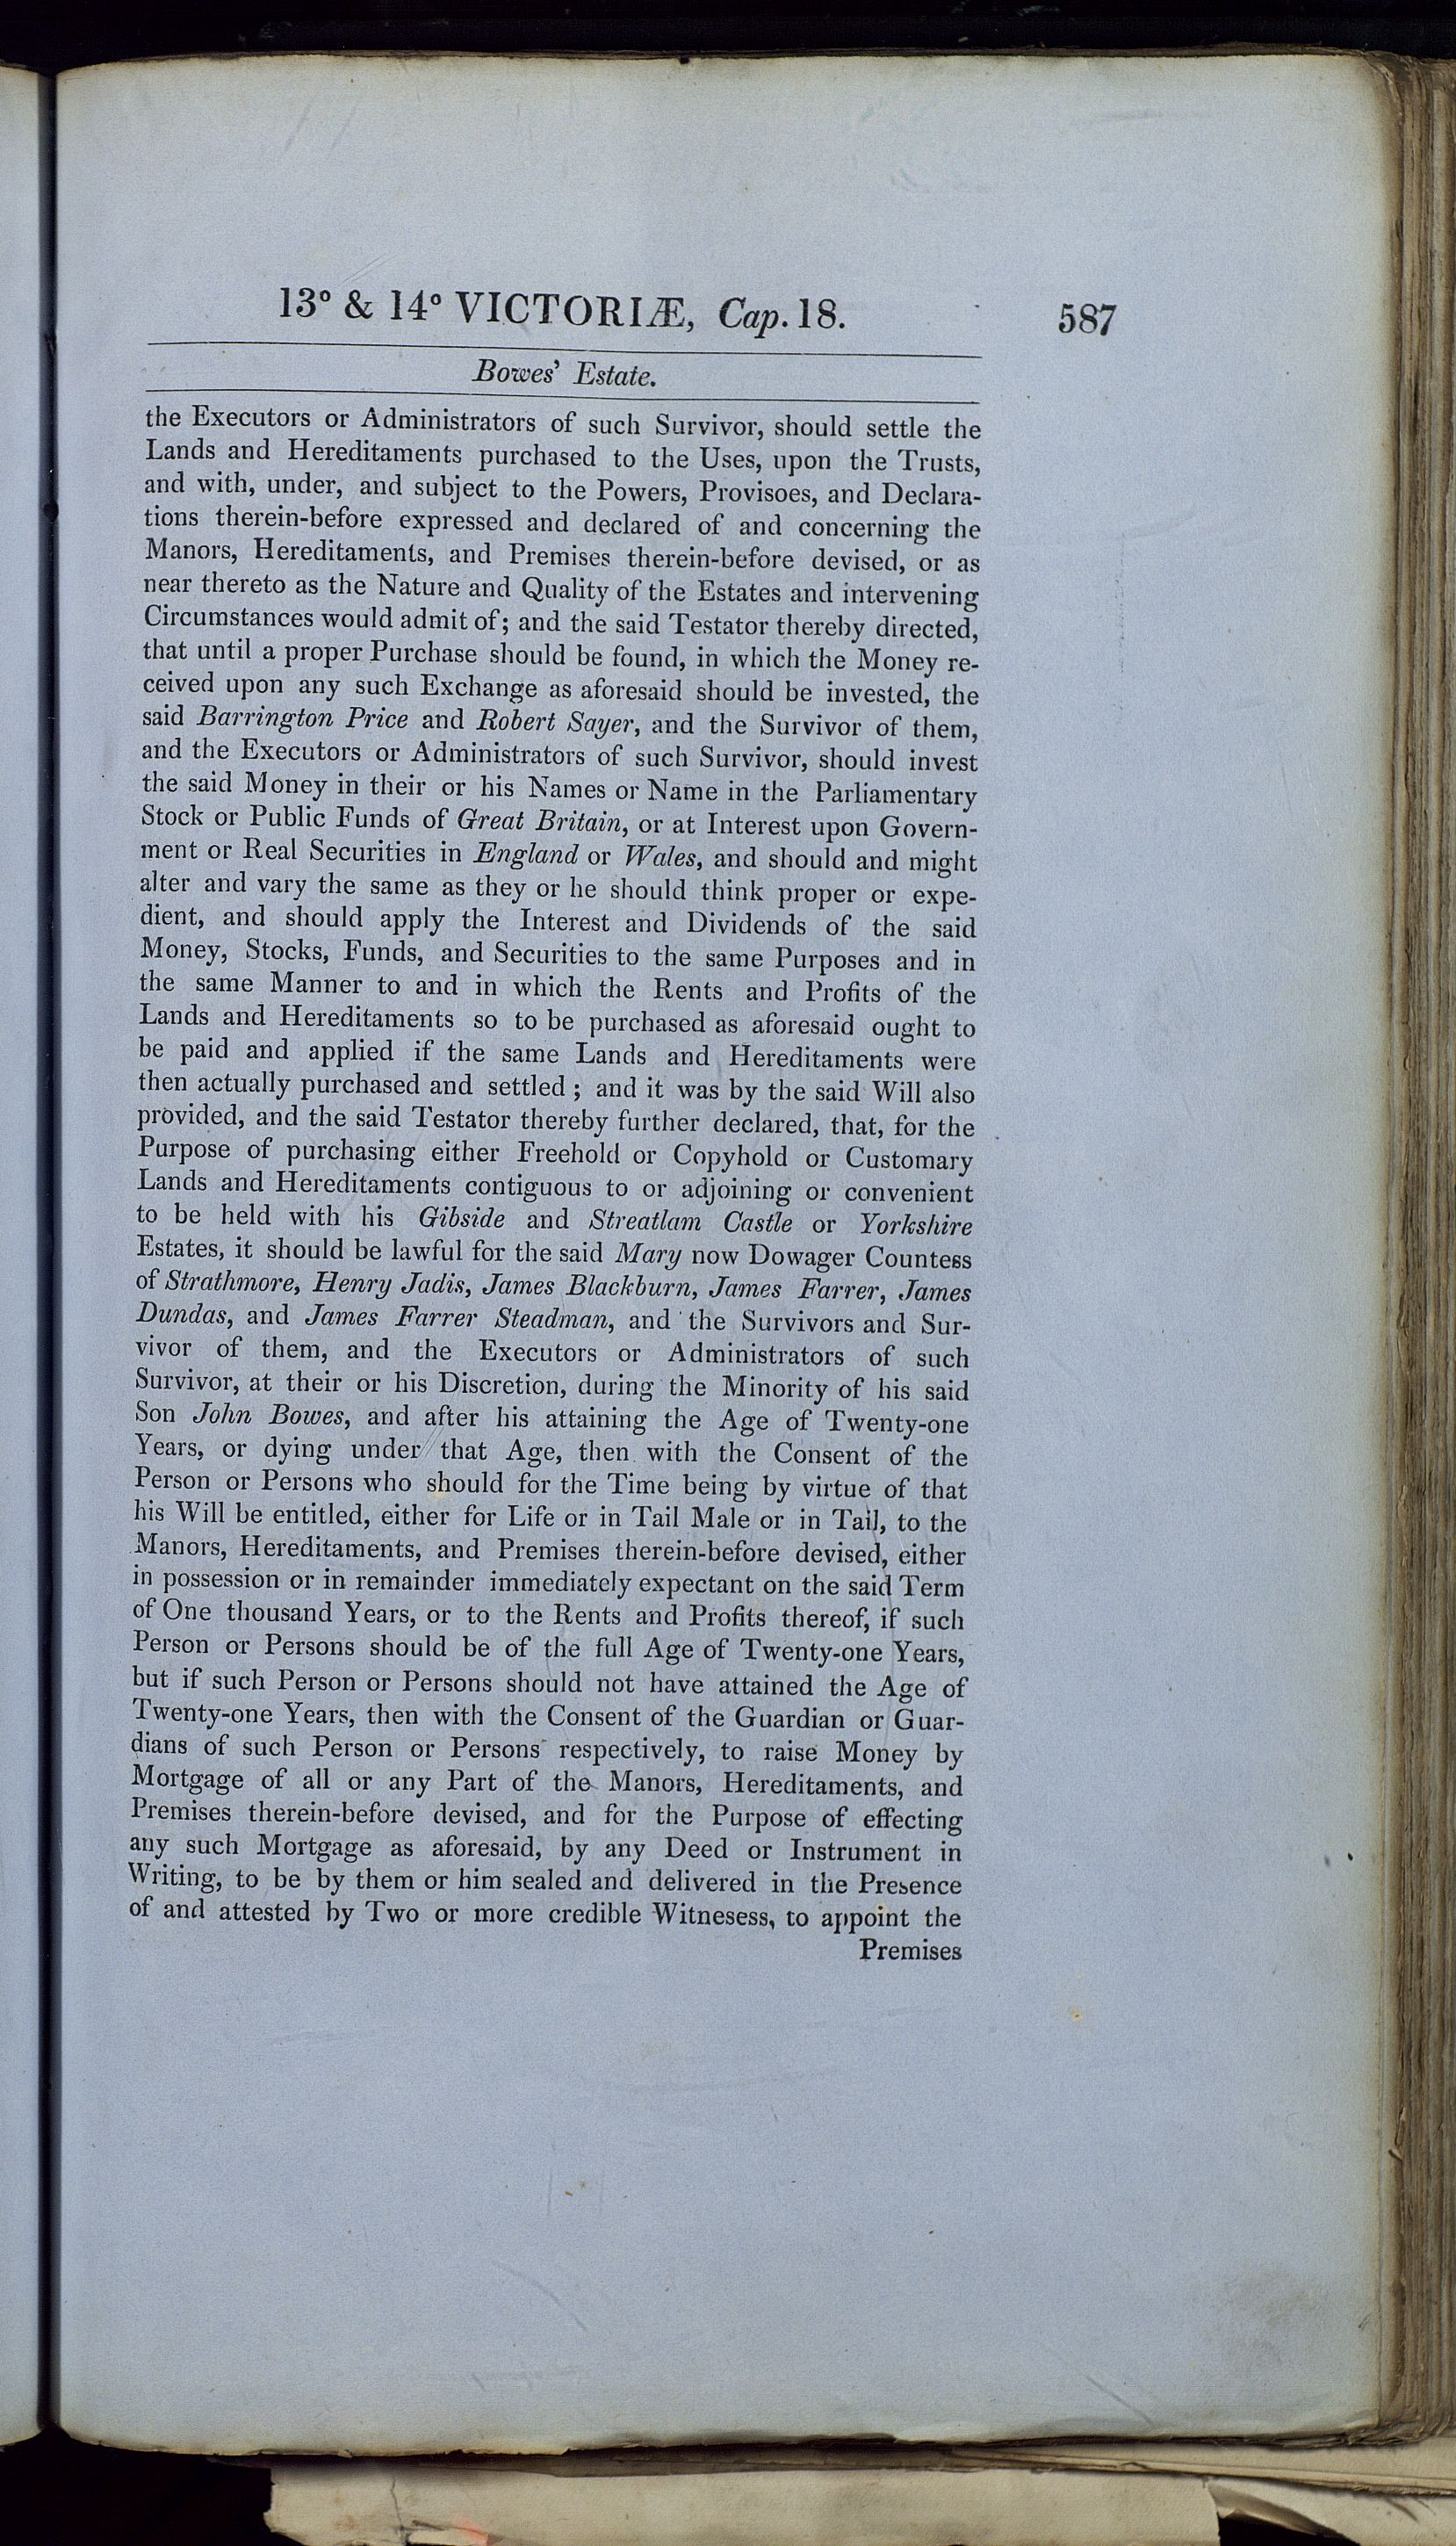 13° & 14° VICTORIÆ, Cap. 18. 587
Bowes' Estate.
the Executors or Administrators of such Survivor, should settle the
Lands and Hereditaments purchased to the Uses, upon the Trusts,
and with, under, and subject to the Powers, Provisoes, and Declara-
tions therein-before expressed and declared of and concerning the
Manors, Hereditaments, and Premises therein-before devised, or as
near thereto as the Nature and Quality of the Estates and intervening
Circumstances would admit of; and the said Testator thereby directed,
that until a proper Purchase should be found, in which the Money re-
ceived upon any such Exchange as aforesaid should be invested, the
said Barrington Price and Robert Sayer, and the Survivor of them,
and the Executors or Administrators of such Survivor, should invest
the said Money in their or his Names or Name in the Parliamentary
Stock or Public Funds of Great Britain, or at Interest upon Govern-
ment or Real Securities in England or Wales, and should and might
alter and vary the same as they or he should think proper or expe-
dient, and should apply the Interest and Dividends of the said
Money, Stocks, Funds, and Securities to the same Purposes and in
the same Manner to and in which the Rents and Profits of the
Lands and Hereditaments so to be purchased as aforesaid ought to
be paid and applied if the same Lands and Hereditaments were
then actually purchased and settled; and it was by the said Will also
provided, and the said Testator thereby further declared, that, for the
Purpose of purchasing either Freehold or Copyhold or Customary
Lands and Hereditaments contiguous to or adjoining or convenient
to be held with his Gibside and Streatlam Castle or Yorkshire
Estates, it should be lawful for the said Mary now Dowager Countess
of Strathmore, Henry Jadis, James Blackburn, James Farrer, James
Dundas, and James Farrer Steadman, and the Survivors and Sur-
vivor of them, and the Executors or Administrators of such
Survivor, at their or his Discretion, during the Minority of his said
Son John Bowes, and after his attaining the Age of Twenty-one
Years, or dying under that Age, then with the Consent of the
Person or Persons who should for the Time being by virtue of that
his Will be entitled, either for Life or in Tail Male or in Tail, to the
Manors, Hereditaments, and Premises therein-before devised, either
in possession or in remainder immediately expectant on the said Term
of One thousand Years, or to the Rents and Profits thereof, if such
Person or Persons should be of the full Age of Twenty-one Years,
but if such Person or Persons should not have attained the Age of
Twenty-one Years, then with the Consent of the Guardian or Guar-
dians of such Person or Persons respectively, to raise Money by
Mortgage of all or any Part of the Manors, Hereditaments, and
Premises therein-before devised, and for the Purpose of effecting
any such Mortgage as aforesaid, by any Deed or Instrument in
Writing, to be by them or him sealed and delivered in the Presence
of and attested by Two or more credible Witnesess, to appoint the
Premises